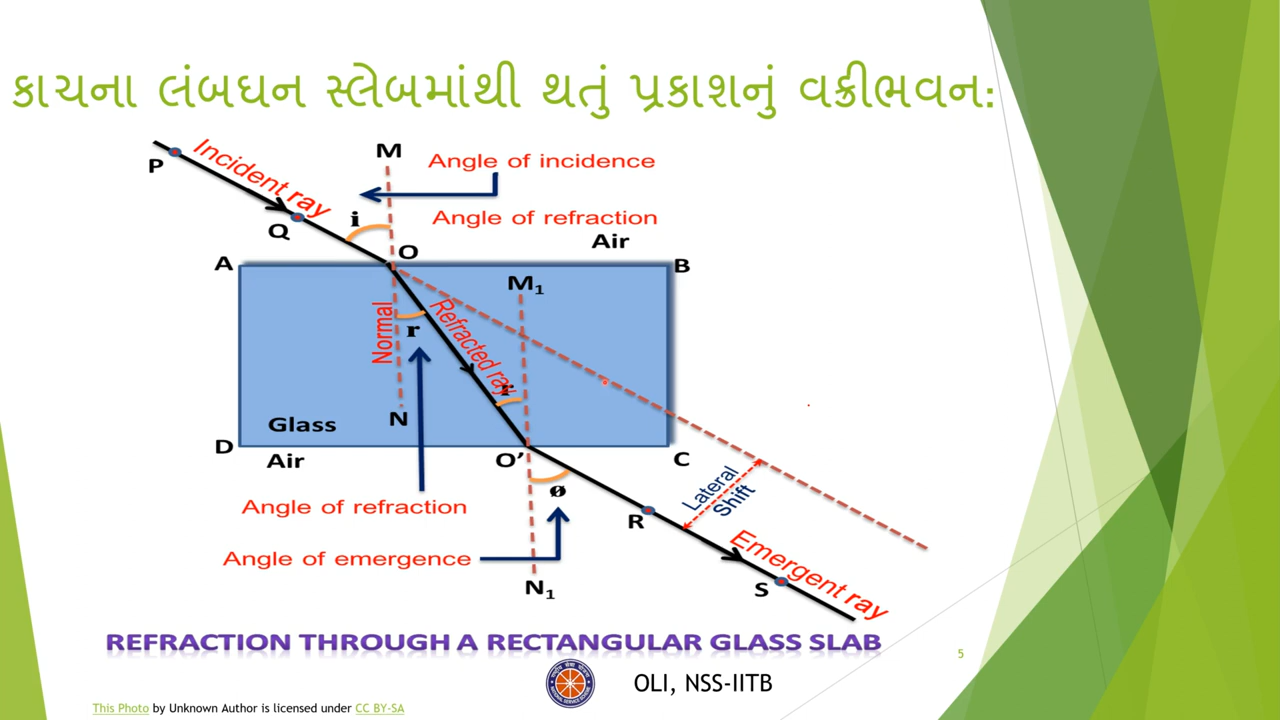 કાચના લંબઘન સ્લેબમાંથી થતું પ્રકાશનું વક્રીભવન:
P
Incident ray
M
Angle of incidence
Q
i
Angle of refraction
O
Air
A
B
M₁
Normal
r
Refracted ray
N
Glass
D
Air
O’
C
Lateral
Shift
ø
Angle of refraction
R
Angle of emergence
Emergent ray
N₁
S
REFRACTION THROUGH A RECTANGULAR GLASS SLAB
5
OLI, NSS-IITB
This Photo by Unknown Author is licensed under CC BY-SA